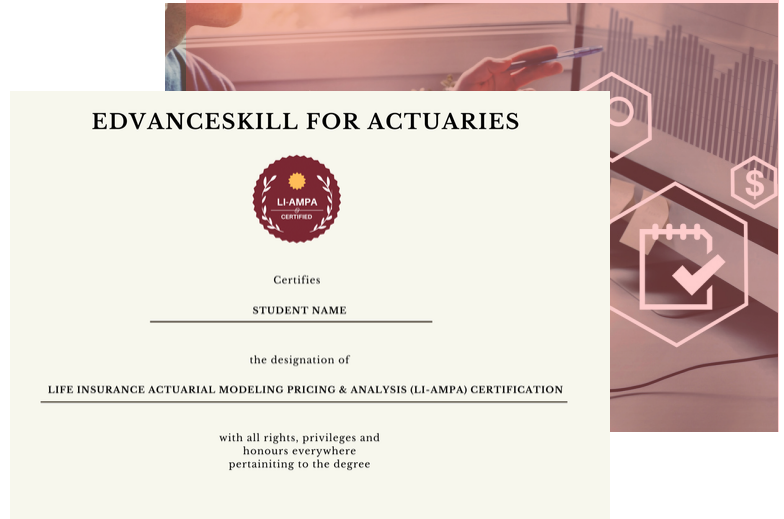 EDVANCESKILL FOR ACTUARIES
LI-AMPA
CERTIFIED
Certifies
STUDENT NAME
the designation of
LIFE INSURANCE ACTUARIAL MODELING PRICING & ANALYSIS (LI-AMPA) CERTIFICATION
with all rights, privileges and
honours everywhere
pertainiting to the degree
$